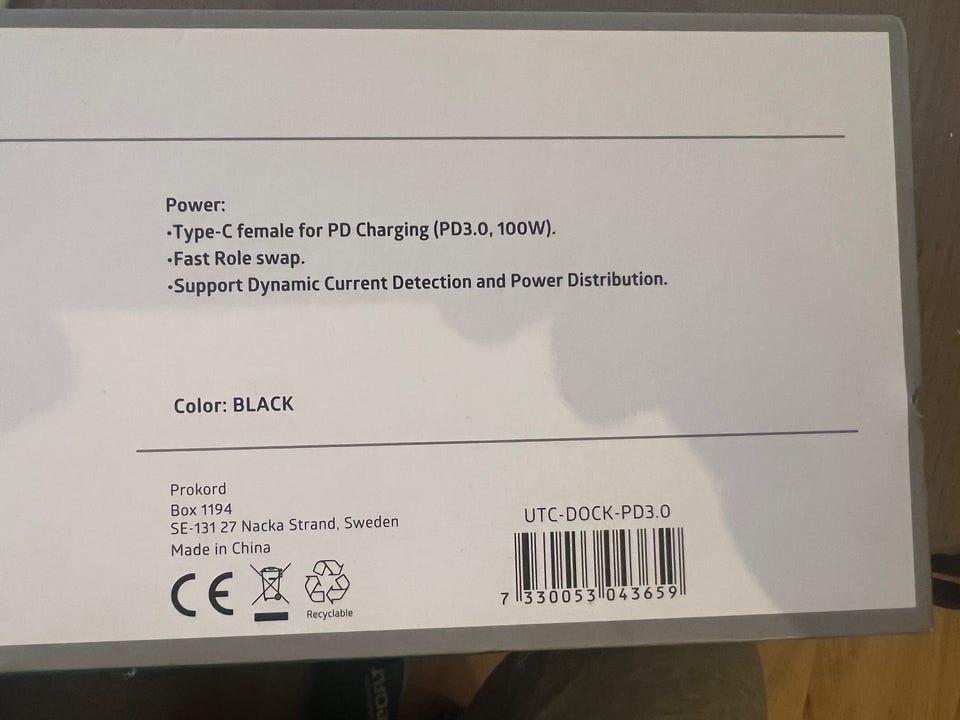 Power:
·Type-C female for PD Charging (PD3.0, 100W).
·Fast Role swap.
·Support Dynamic Current Detection and Power Distribution.
Color: BLACK
Prokord
Box 1194
SE-131 27 Nacka Strand, Sweden
Made in China
CE
Recyclable
UTC-DOCK-PD3.0
7 330053 043659